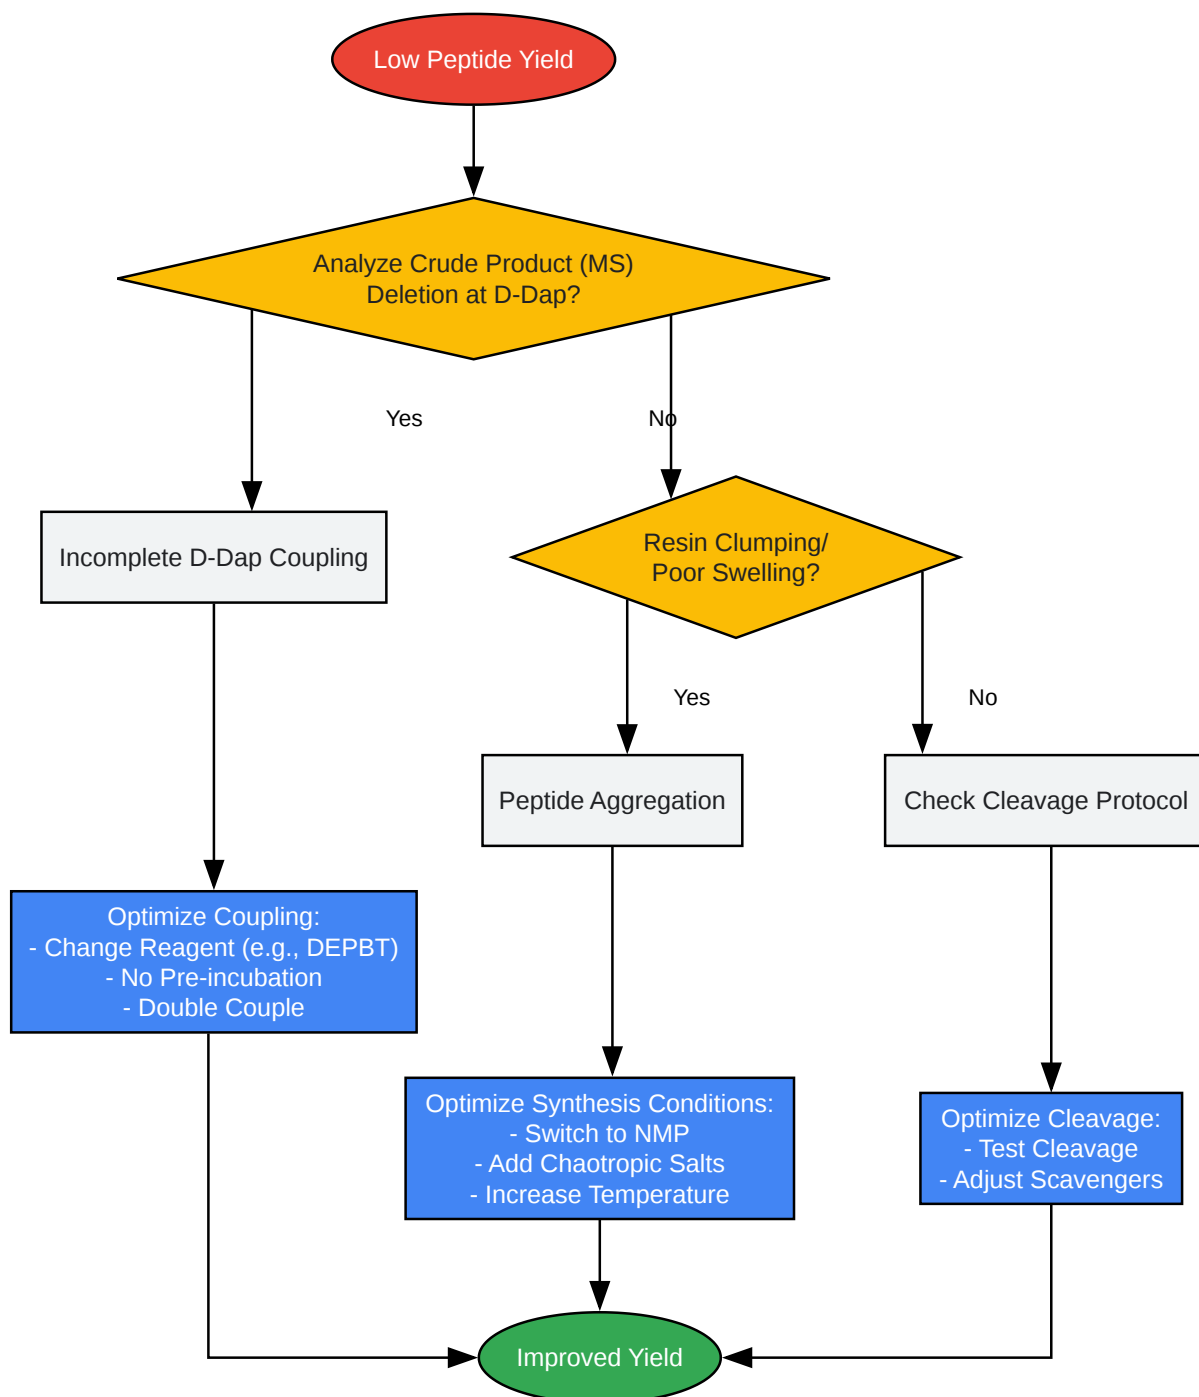 Low Peptide Yield
Analyze Crude Product (MS)
Deletion at D-Dap?
Yes
No
Incomplete D-Dap Coupling
Resin Clumping/
Poor Swelling?
Yes
No
Peptide Aggregation
Check Cleavage Protocol
Optimize Coupling:
- Change Reagent (e.g., DEPBT)
- No Pre-incubation
- Double Couple
Optimize Synthesis Conditions:
- Switch to NMP
- Add Chaotropic Salts
- Increase Temperature
Optimize Cleavage:
- Test Cleavage
- Adjust Scavengers
Improved Yield